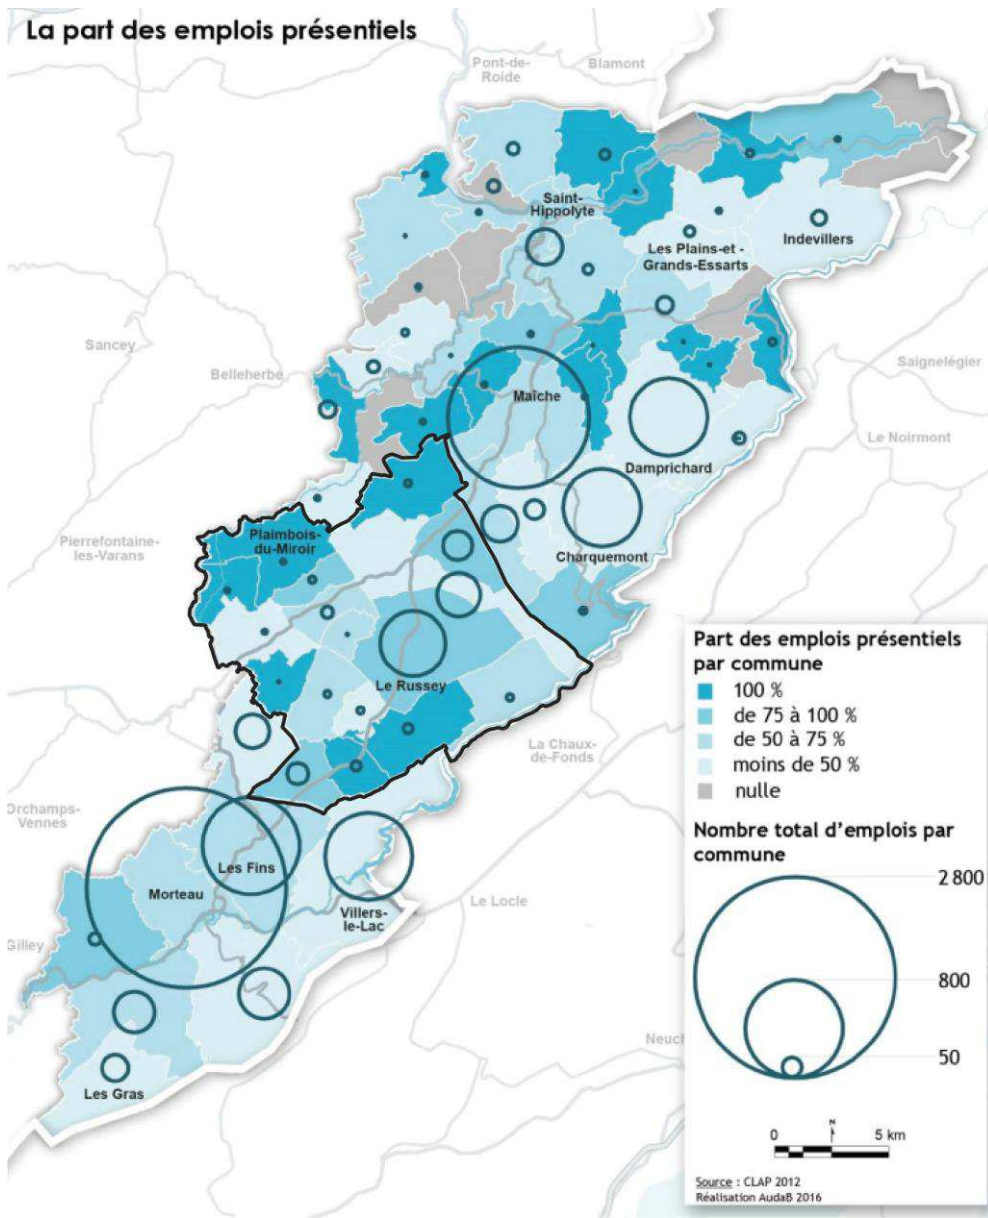 La part des emplois présentiels
Pont-de-
Roide
Blamont
Saint-
Hippolyte
Indevillers
Les Plains-et -
Grands-Essarts
Sancey
Belleherbe
Saignelégier
Maîche
Le Noirmont
Damprichard
Plaimbois-
du-Miroir
Pierrefontaine-
les-Varans
Charquemont
Le Russey
La Chaux-
de-Fonds
Orchamps-
Vennes
Les Fins
Morteau
Villers-
le-Lac
Le Locle
Gilley
Neuch
Les Gras
Part des emplois présentiels
par commune
100 %
de 75 à 100 %
de 50 à 75 %
moins de 50 %
nulle
Nombre total d'emplois par
commune
2 800
800
50
N
0 5 km
Source : CLAP 2012
Réalisation AudaB 2016